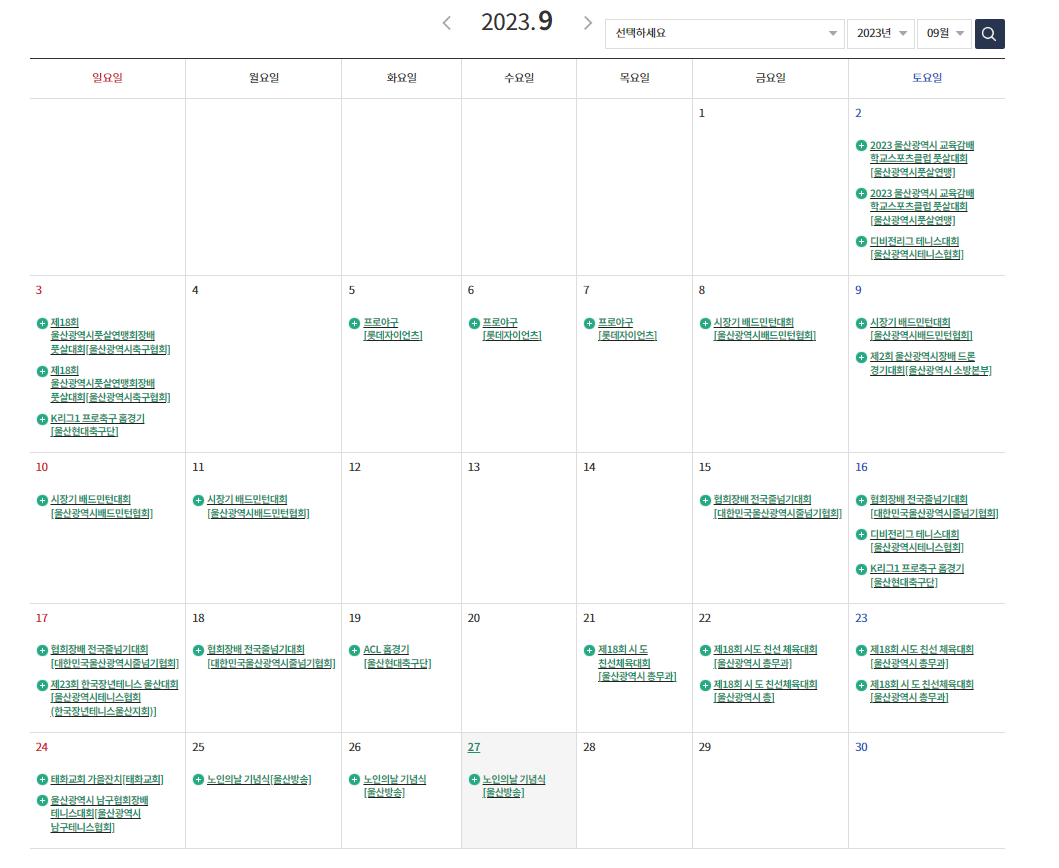 2023.9
선택하세요
2023년
09월
일요일
월요일
화요일
수요일
목요일
금요일
토요일
1
2
2023 울산광역시 교육감배
학교스포츠클럽 풋살대회
[울산광역시풋살연맹]
2023 울산광역시 교육감배
학교스포츠클럽 풋살대회
[울산광역시풋살연맹]
디비전리그 테니스대회
[울산광역시테니스협회]
3
제18회
울산광역시풋살연맹회장배
풋살대회[울산광역시축구협회]
제18회
울산광역시풋살연맹회장배
풋살대회[울산광역시축구협회]
K리그1 프로축구 홈경기
[울산현대축구단]
4
5
프로야구
[롯데자이언츠]
6
프로야구
[롯데자이언츠]
7
프로야구
[롯데자이언츠]
8
시장기 배드민턴대회
[울산광역시배드민턴협회]
9
시장기 배드민턴대회
[울산광역시배드민턴협회]
제2회 울산광역시장배 드론
경기대회[울산광역시 소방본부]
10
시장기 배드민턴대회
[울산광역시배드민턴협회]
11
시장기 배드민턴대회
[울산광역시배드민턴협회]
12
13
14
15
협회장배 전국줄넘기대회
[대한민국울산광역시줄넘기협회]
16
협회장배 전국줄넘기대회
[대한민국울산광역시줄넘기협회]
디비전리그 테니스대회
[울산광역시테니스협회]
K리그1 프로축구 홈경기
[울산현대축구단]
17
협회장배 전국줄넘기대회
[대한민국울산광역시줄넘기협회]
제23회 한국장년테니스 울산대회
[울산광역시테니스협회
(한국장년테니스울산지회)]
18
협회장배 전국줄넘기대회
[대한민국울산광역시줄넘기협회]
19
ACL 홈경기
[울산현대축구단]
20
21
제18회 시 도
친선체육대회
[울산광역시 총무과]
22
제18회 시도 친선 체육대회
[울산광역시 총무과]
제18회 시 도 친선체육대회
[울산광역시 총]
23
제18회 시도 친선 체육대회
[울산광역시 총무과]
제18회 시 도 친선체육대회
[울산광역시 총무과]
24
태화교회 가을잔치[태화교회]
울산광역시 남구협회장배
테니스대회[울산광역시
남구테니스협회]
25
노인의날 기념식[울산방송]
26
노인의날 기념식
[울산방송]
27
노인의날 기념식
[울산방송]
28
29
30